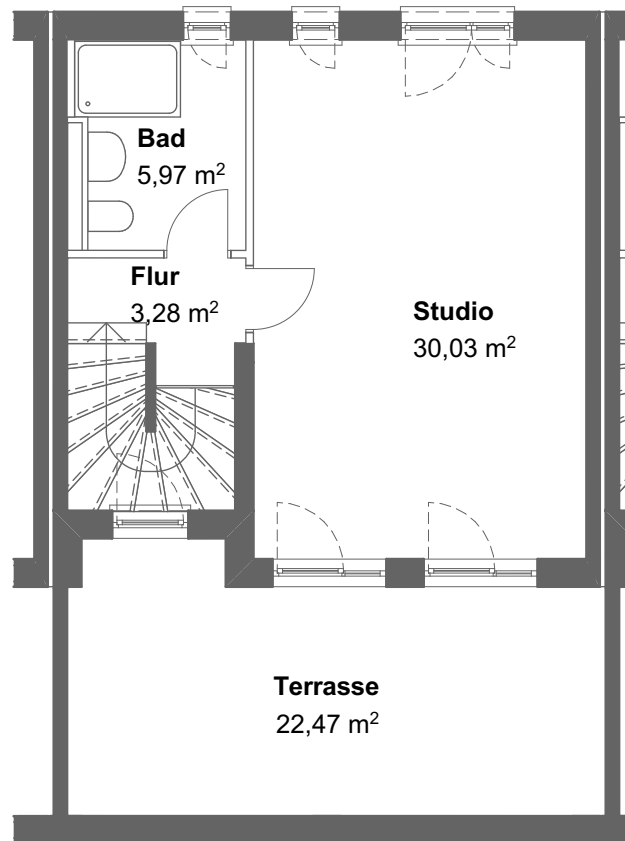 Bad
5,97 m²
Flur
3,28 m²
Studio
30,03 m²
Terrasse
22,47 m²